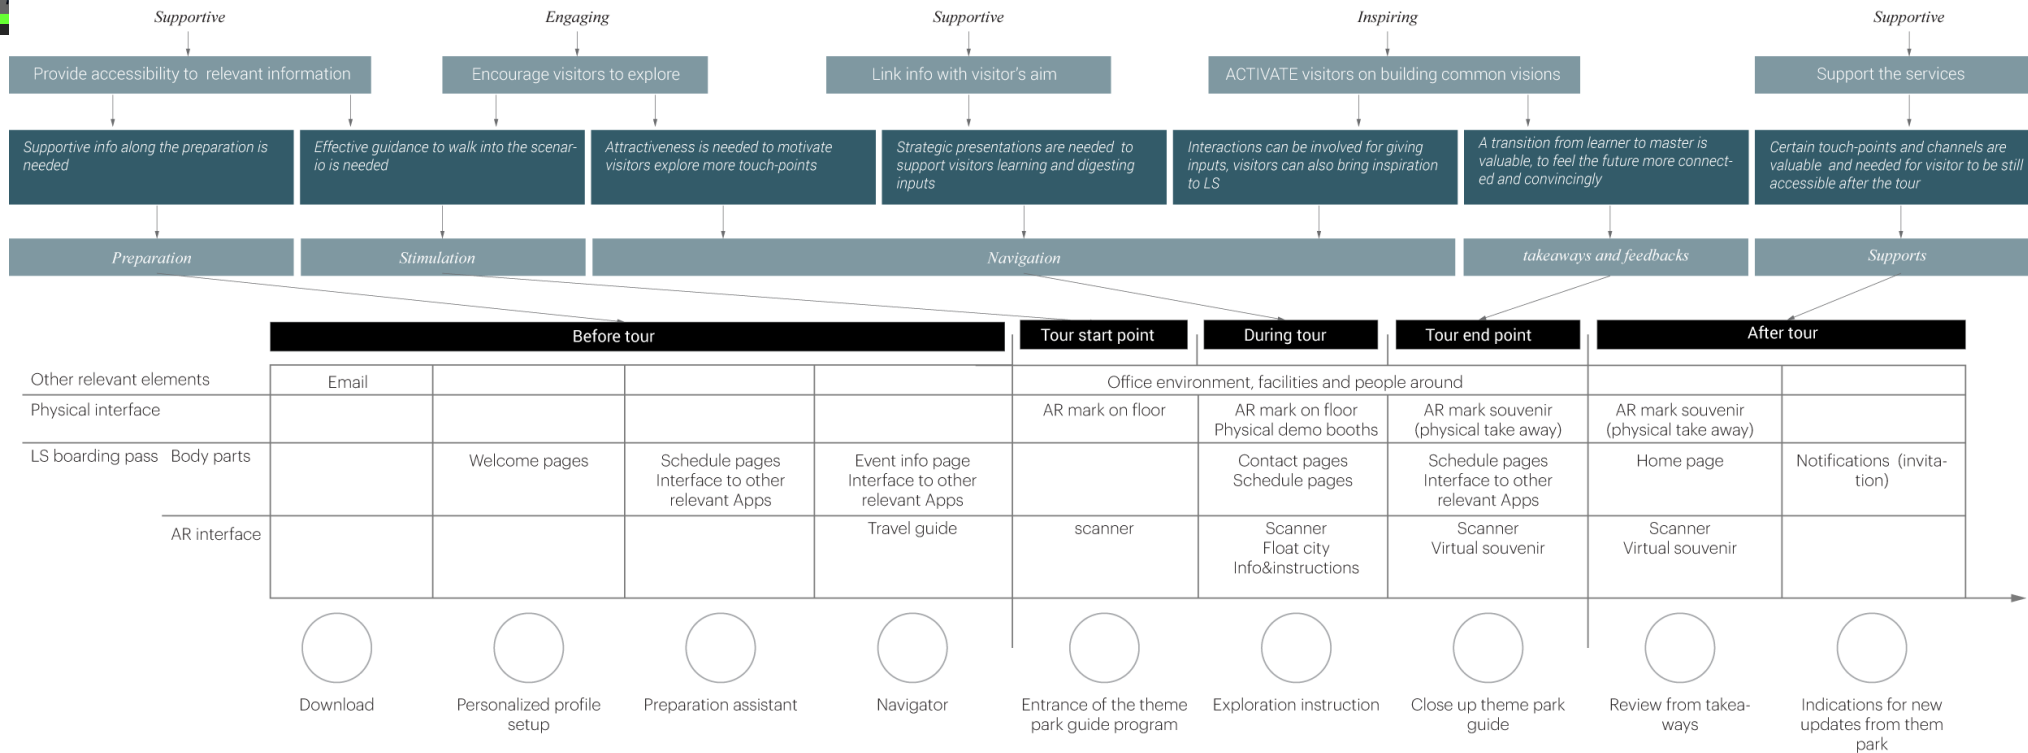 Supportive
Engaging
Supportive
Inspiring
Supportive
Provide accessibility to relevant information
Encourage visitors to explore
Link info with visitor's aim
ACTIVATE visitors on building common visions
Support the services
Supportive info along the preparation is
needed
Effective guidance to walk into the scenar-
io is needed
Attractiveness is needed to motivate
visitors explore more touch-points
Strategic presentations are needed to
support visitors learning and digesting
inputs
Interactions can be involved for giving
inputs, visitors can also bring inspiration
to LS
A transition from learner to master is
valuable, to feel the future more connect-
ed and convincingly
Certain touch-points and channels are
valuable and needed for visitor to be still
accessible after the tour
Preparation
Stimulation
Navigation
takeaways and feedbacks
Supports
Before tour
Tour start point
During tour
Tour end point
After tour
Other relevant elements
Email
Office environment, facilities and people around
Physical interface
AR mark on floor
AR mark on floor
Physical demo booths
AR mark souvenir
(physical take away)
AR mark souvenir
(physical take away)
LS boarding pass
Body parts
Welcome pages
Schedule pages
Interface to other
relevant Apps
Event info page
Interface to other
relevant Apps
Contact pages
Schedule pages
Schedule pages
Interface to other
relevant Apps
Home page
Notifications (invita-
tion)
AR interface
Travel guide
scanner
Scanner
Float city
Info&instructions
Scanner
Virtual souvenir
Scanner
Virtual souvenir
Download
Personalized profile
setup
Preparation assistant
Navigator
Entrance of the theme
park guide program
Exploration instruction
Close up theme park
guide
Review from takea-
ways
Indications for new
updates from them
park